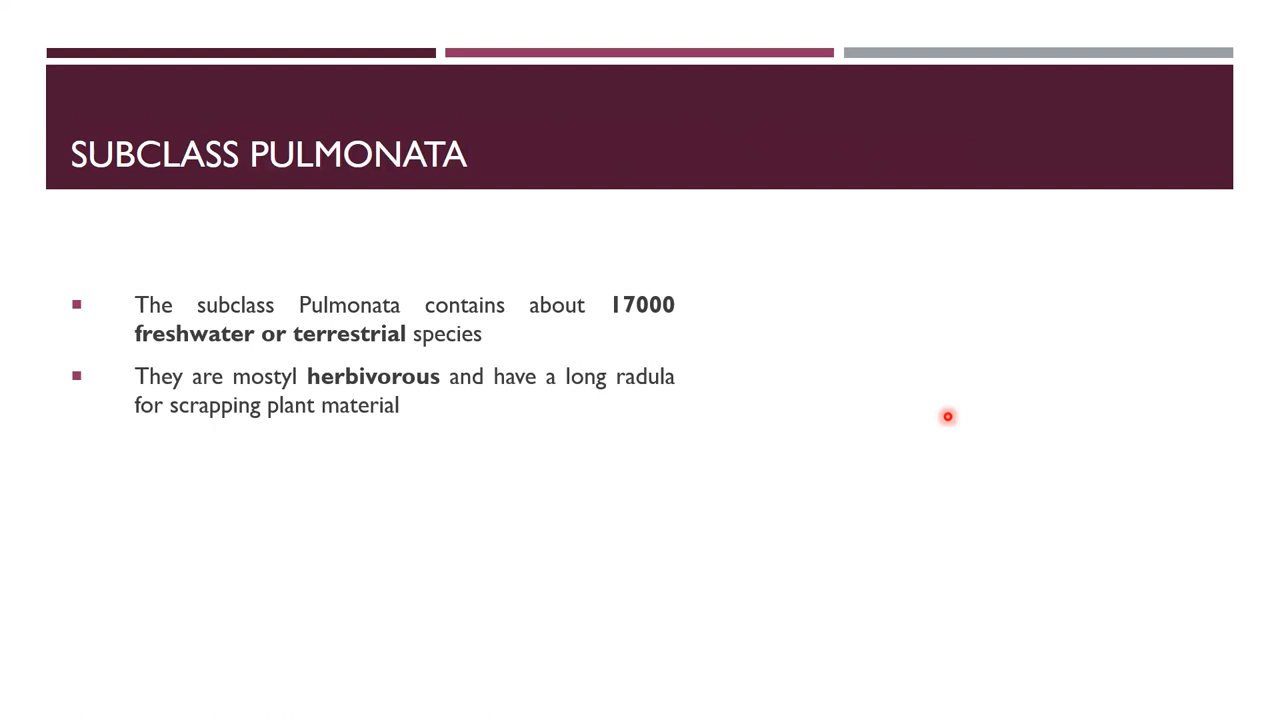 SUBCLASS PULMONATA
The subclass Pulmonata contains about 17000
freshwater or terrestrial species
They are mostyl herbivorous and have a long radula
for scrapping plant material